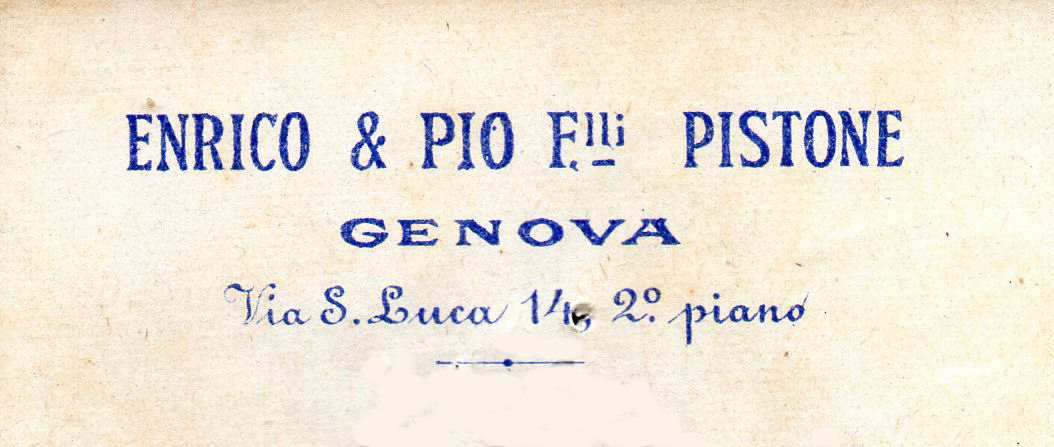 ENRICO & PIO F.lli PISTONE
GENOVA
Via S. Luca 14, 2º. piano